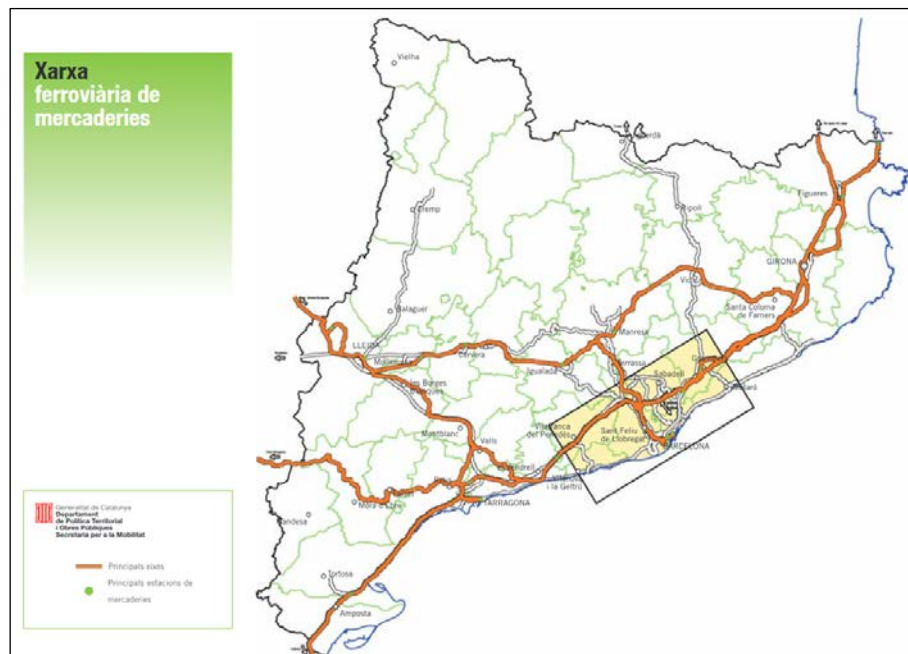 Xarxa
ferroviària de
mercaderies
Vielha
Tremp
Ripoll
Figueres
GIRONA
Vic
Santa Coloma
de Farners
Balaguer
Manresa
LLEIDA
Cervera
Igualada
Terrassa
Sabadell
Granollers
Mataró
les Borges
Blanques
Montblanc
Valls
Vilafranca
del Penedès
Sant Feliu
de Llobregat
BARCELONA
el Vendrell
Vilanova
i la Geltrú
Reus
TARRAGONA
Falset
Móra d'Ebre
Gandesa
Tortosa
Amposta
Generalitat de Catalunya
Departament
de Política Territorial
i Obres Públiques
Secretaria per a la Mobilitat
Principals eixos
Principals estacions de
mercaderies